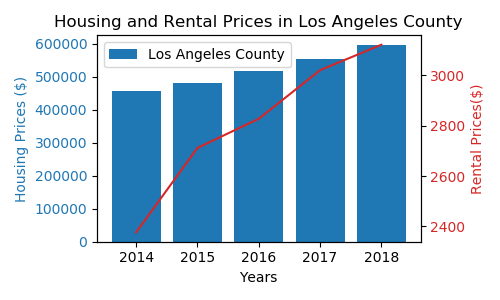 Housing and Rental Prices in Los Angeles County
Los Angeles County
Housing Prices ($)
600000
500000
400000
300000
200000
100000
0
3000
2800
2600
2400
Rental Prices($)
2014 2015 2016 2017 2018
Years